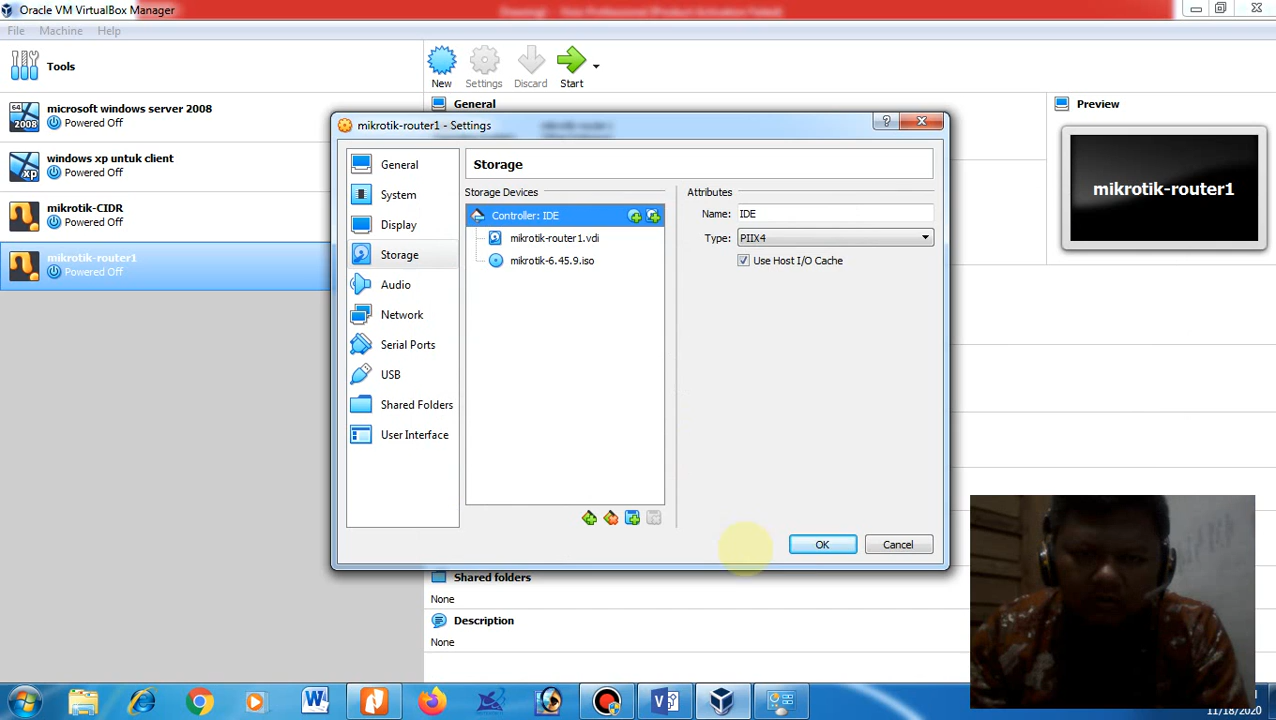 Oracle VM VirtualBox Manager
File Machine Help
Tools
New Settings Discard Start
64
2008
microsoft windows server 2008
Powered Off
xp
windows xp untuk client
Powered Off
mikrotik-CIDR
Powered Off
mikrotik-router1
Powered Off
General
Preview
mikrotik-router1
mikrotik-router1 - Settings
General
System
Display
Storage
Audio
Network
Serial Ports
USB
Shared Folders
User Interface
Storage
Storage Devices
Controller: IDE
mikrotik-router1.vdi
mikrotik-6.45.9.iso
Attributes
Name: IDE
Type: PIIX4
Use Host I/O Cache
OK Cancel
Shared folders
None
Description
None
11/18/2020